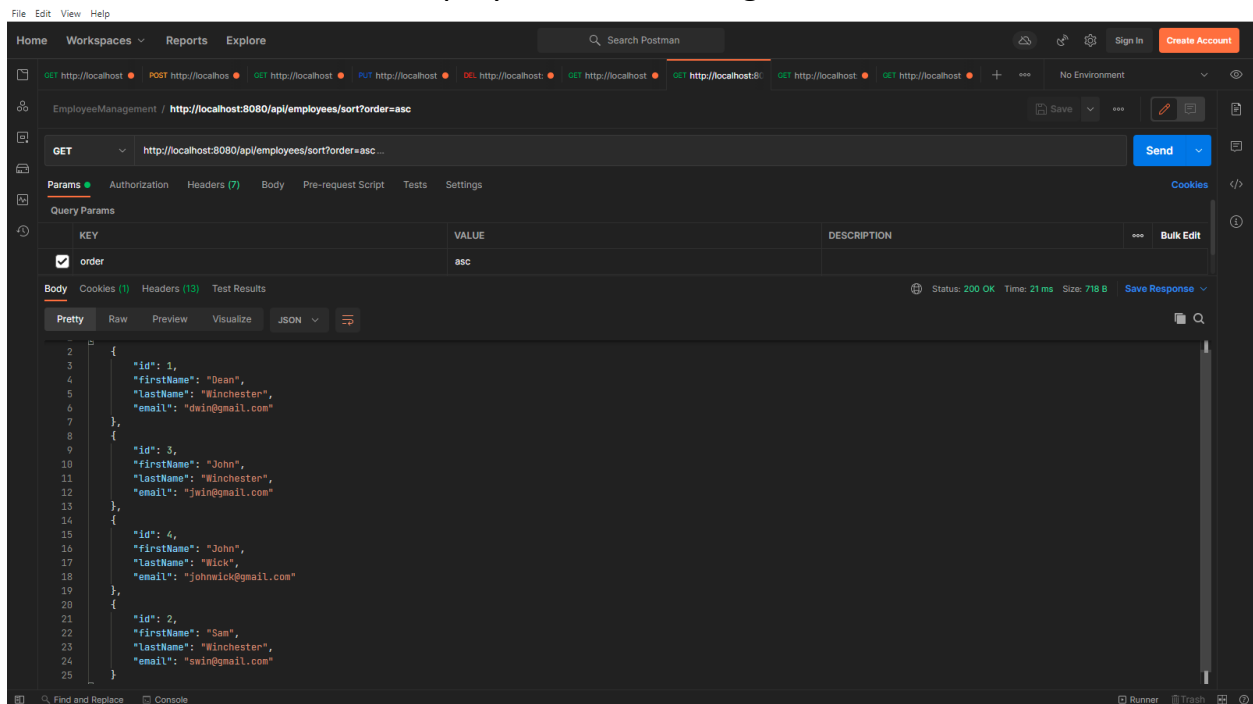 File Edit View Help
Home Workspaces Reports Explore Search Postman Sign In Create Account
GET http://localhost POST http://localhos GET http://localhost PUT http://localhost DEL http://localhost: GET http://localhost GET http://localhost:80 GET http://localhost: GET http://localhost + No Environment
EmployeeManagement / http://localhost:8080/api/employees/sort?order=asc Save
GET http://localhost:8080/api/employees/sort?order=asc... Send
Params Authorization Headers (7) Body Pre-request Script Tests Settings Cookies
Query Params
KEY VALUE DESCRIPTION Bulk Edit
order asc
Body Cookies (1) Headers (13) Test Results Status: 200 OK Time: 21 ms Size: 718 B Save Response
Pretty Raw Preview Visualize JSON
2 {
3 "id": 1,
4 "firstName": "Dean",
5 "lastName": "Winchester",
6 "email": "dwin@gmail.com"
7 },
8 {
9 "id": 3,
10 "firstName": "John",
11 "lastName": "Winchester",
12 "email": "jwin@gmail.com"
13 },
14 {
15 "id": 4,
16 "firstName": "John",
17 "lastName": "Wick",
18 "email": "johnwick@gmail.com"
19 },
20 {
21 "id": 2,
22 "firstName": "Sam",
23 "lastName": "Winchester",
24 "email": "swin@gmail.com"
25 }
Find and Replace Console Runner Trash